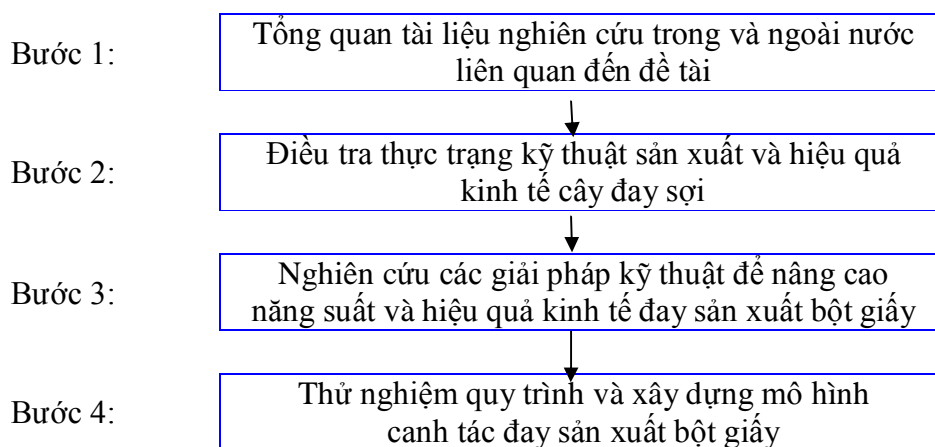 Bước 1:
Tổng quan tài liệu nghiên cứu trong và ngoài nước
liên quan đến đề tài
Bước 2:
Điều tra thực trạng kỹ thuật sản xuất và hiệu quả
kinh tế cây đay sợi
Bước 3:
Nghiên cứu các giải pháp kỹ thuật để nâng cao
năng suất và hiệu quả kinh tế đay sản xuất bột giấy
Bước 4:
Thử nghiệm quy trình và xây dựng mô hình
canh tác đay sản xuất bột giấy